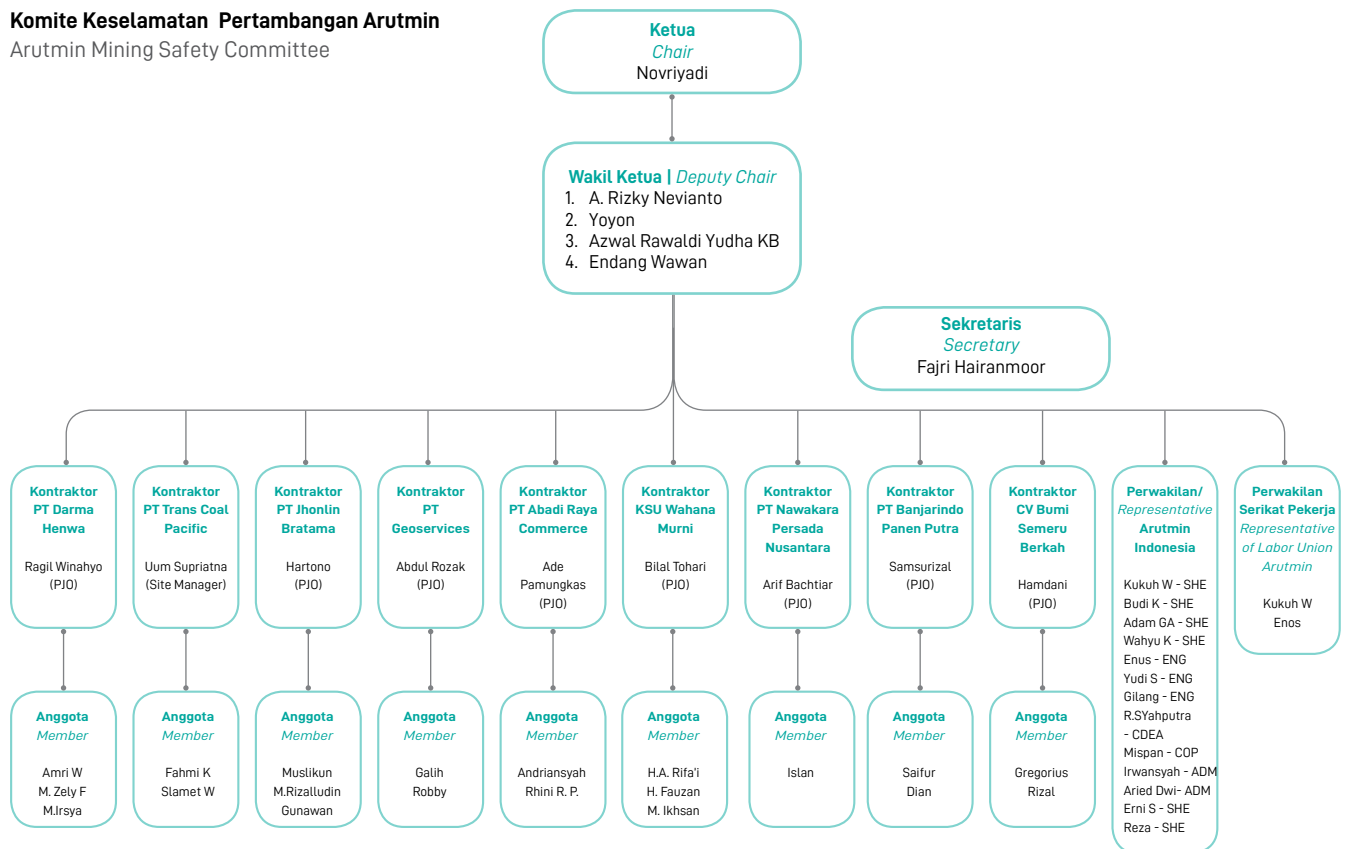 Komite Keselamatan Pertambangan Arutmin
Arutmin Mining Safety Committee
Ketua
Chair
Novriyadi
Wakil Ketua | Deputy Chair
1. A. Rizky Nevianto
2. Yoyon
3. Azwal Rawaldi Yudha KB
4. Endang Wawan
Sekretaris
Secretary
Fajri Hairanmoor
Kontraktor
PT Darma
Henwa
Ragil Winahyo
(PJO)
Kontraktor
PT Trans Coal
Pacific
Uum Supriatna
(Site Manager)
Kontraktor
PT Jhonlin
Bratama
Hartono
(PJO)
Kontraktor
PT
Geoservices
Abdul Rozak
(PJO)
Kontraktor
PT Abadi Raya
Commerce
Ade
Pamungkas
(PJO)
Kontraktor
KSU Wahana
Murni
Bilal Tohari
(PJO)
Kontraktor
PT Nawakara
Persada
Nusantara
Arif Bachtiar
(PJO)
Kontraktor
PT Banjarindo
Panen Putra
Samsurizal
(PJO)
Kontraktor
CV Bumi
Semeru
Berkah
Hamdani
(PJO)
Perwakilan/
Representative
Arutmin
Indonesia
Kukuh W - SHE
Budi K - SHE
Adam GA - SHE
Wahyu K - SHE
Enus - ENG
Yudi S - ENG
Gilang - ENG
R.SYahputra
- CDEA
Mispan - COP
Irwansyah - ADM
Aried Dwi- ADM
Erni S - SHE
Reza - SHE
Perwakilan
Serikat Pekerja
Representative
of Labor Union
Arutmin
Kukuh W
Enos
Anggota
Member
Amri W
M. Zely F
M.Irsya
Anggota
Member
Fahmi K
Slamet W
Anggota
Member
Muslikun
M.Rizalludin
Gunawan
Anggota
Member
Galih
Robby
Anggota
Member
Andriansyah
Rhini R. P.
Anggota
Member
H.A. Rifa'i
H. Fauzan
M. Ikhsan
Anggota
Member
Islan
Anggota
Member
Saifur
Dian
Anggota
Member
Gregorius
Rizal